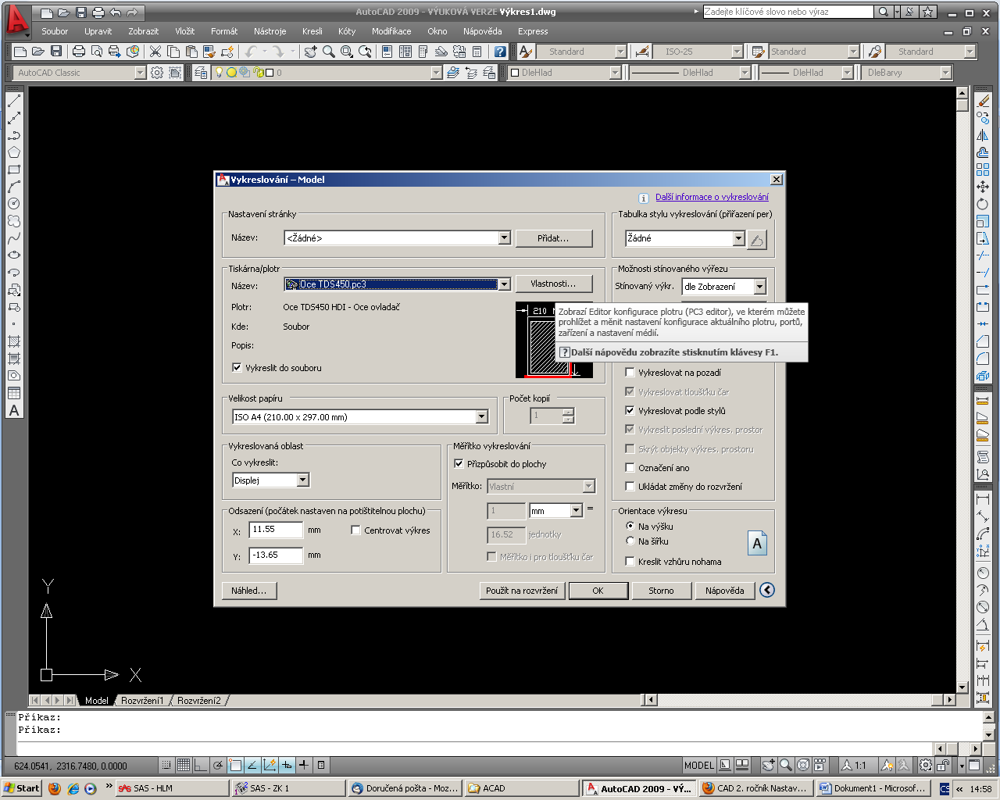 AutoCAD 2009 - VÝUKOVÁ VERZE Výkres1.dwg
Zadejte klíčové slovo nebo výraz
Soubor Upravit Zobrazit Vložit Formát Nástroje Kresli Kóty Modifikace Okno Nápověda Express
Standard ISO-25 Standard Standard
AutoCAD Classic 0 DleHlad DleHlad DleHlad DleBarvy
Vykreslování – Model
Další informace o vykreslování
Nastavení stránky
Název: <Žádné> Přidat...
Tabulka stylu vykreslování (přiřazení per)
Žádné
Tiskárna/plotr
Název: Oce TDS450.pc3 Vlastnosti...
Plotr: Oce TDS450 HDI - Oce ovladač
Kde: Soubor
Popis:
Vykreslit do souboru
210
Možnosti stínovaného výřezu
Stínovaný výkr. dle Zobrazení
Zobrazí Editor konfigurace plotru (PC3 editor), ve kterém můžete
prohlížet a měnit nastavení konfigurace aktuálního plotru, portů,
zařízení a nastavení médií.
Další nápovědu zobrazíte stisknutím klávesy F1.
Vykreslovat na pozadí
Vykreslovat tloušťku čar
Vykreslovat podle stylů
Vykreslit poslední výkres. prostor
Skrýt objekty výkres. prostoru
Označení ano
Ukládat změny do rozvržení
Velikost papíru
ISO A4 (210.00 x 297.00 mm)
Počet kopií
1
Vykreslovaná oblast
Co vykreslit:
Displej
Měřítko vykreslování
Přizpůsobit do plochy
Měřítko: Vlastní
1 mm =
16.52 jednotky
Měřítko i pro tloušťku čar
Odsazení (počátek nastaven na potištitelnou plochu)
X: 11.55 mm Centrovat výkres
Y: -13.65 mm
Orientace výkresu
Na výšku
Na šířku
Kreslit vzhůru nohama
A
Náhled... Použít na rozvržení OK Storno Nápověda
Y
X
Model Rozvržení1 Rozvržení2
Příkaz:
Příkaz:
624.0541, 2316.7480, 0.0000 MODEL 1:1
Start SAS - HLM SAS - ZK 1 Doručená pošta - Moz... ACAD AutoCAD 2009 - VÝ... CAD 2. ročník Nastav... Dokument1 - Microsof... CS 14:58